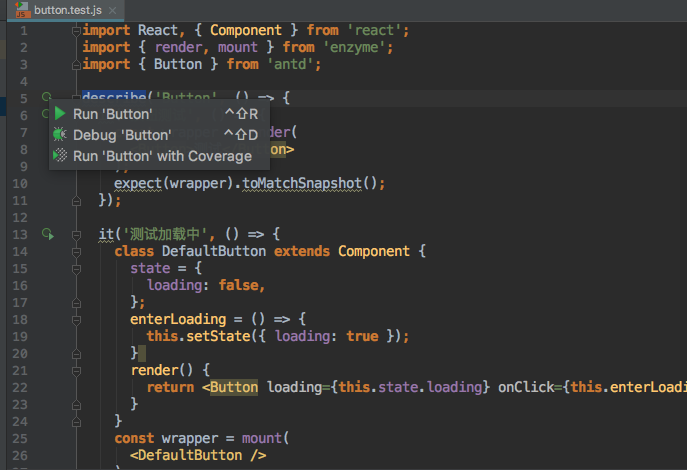 button.test.js
1 import React, { Component } from 'react';
2 import { render, mount } from 'enzyme';
3 import { Button } from 'antd';
4
5 describe('Button', () => {
6
Run 'Button' ^⇧R
7 der(
Debug 'Button' ^⇧D
8 on>
Run 'Button' with Coverage
9 );
10 expect(wrapper).toMatchSnapshot();
11 });
12
13 it('测试加载中', () => {
14 class DefaultButton extends Component {
15 state = {
16 loading: false,
17 };
18 enterLoading = () => {
19 this.setState({ loading: true });
20 }
21 render() {
22 return <Button loading={this.state.loading} onClick={this.enterLoadi
23 }
24 }
25 const wrapper = mount(
26 <DefaultButton />